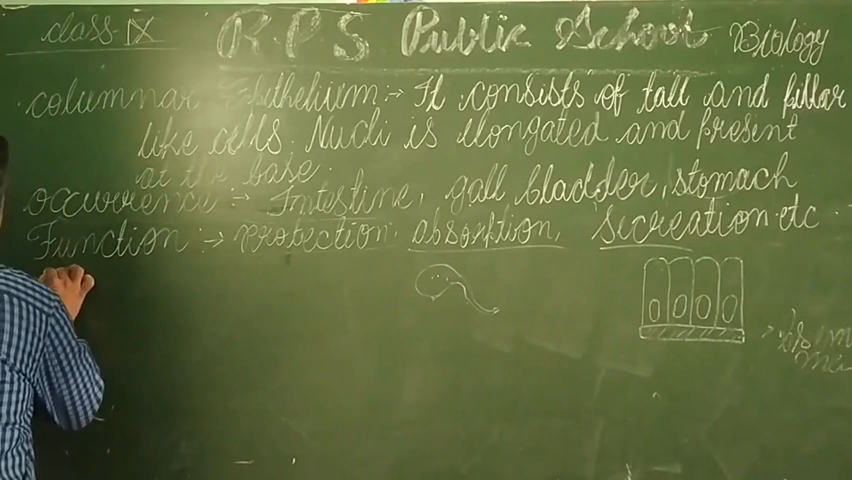 class IX R.P S Public School Biology
columnar Epithelium :→ It consists of tall and pillar
like cells. Nucli is elongated and present
at the base.
occurrence :→ Intestine, gall bladder, stomach
Function :→ protection, absorption, secreation etc